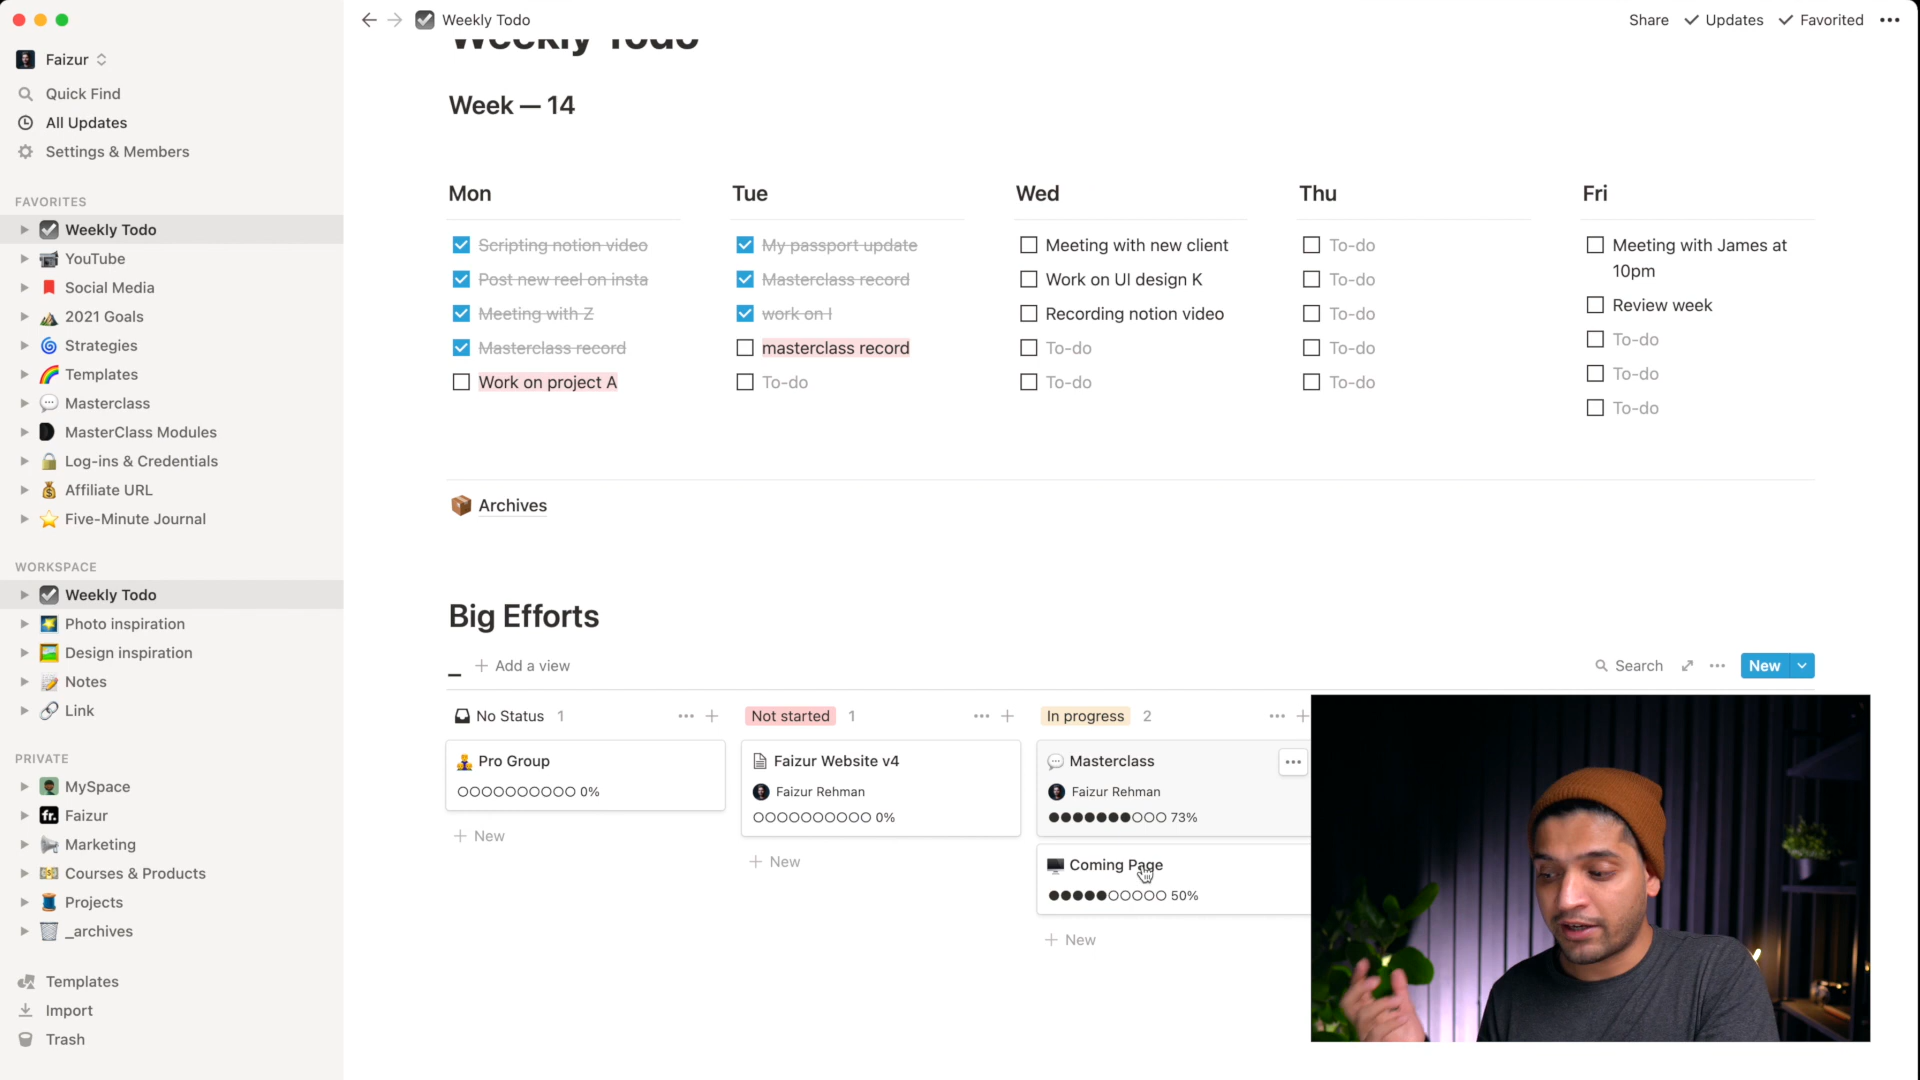 Weekly Todo
Share
Updates
Favorited
Faizur
Quick Find
All Updates
Settings & Members
FAVORITES
Weekly Todo
YouTube
Social Media
2021 Goals
Strategies
Templates
Masterclass
MasterClass Modules
Log-ins & Credentials
Affiliate URL
Five-Minute Journal
WORKSPACE
Weekly Todo
Photo inspiration
Design inspiration
Notes
Link
PRIVATE
MySpace
fr. Faizur
Marketing
Courses & Products
Projects
_archives
Templates
Import
Trash
Weekly Todo
Week — 14
Mon
Scripting notion video
Post new reel on insta
Meeting with Z
Masterclass record
Work on project A
Tue
My passport update
Masterclass record
work on I
masterclass record
To-do
Wed
Meeting with new client
Work on UI design K
Recording notion video
To-do
To-do
Thu
To-do
To-do
To-do
To-do
To-do
Fri
Meeting with James at
10pm
Review week
To-do
To-do
To-do
Archives
Big Efforts
Add a view
Search
New
No Status 1
Pro Group
0%
New
Not started 1
Faizur Website v4
Faizur Rehman
0%
New
In progress 2
Masterclass
Faizur Rehman
73%
Coming Page
50%
New